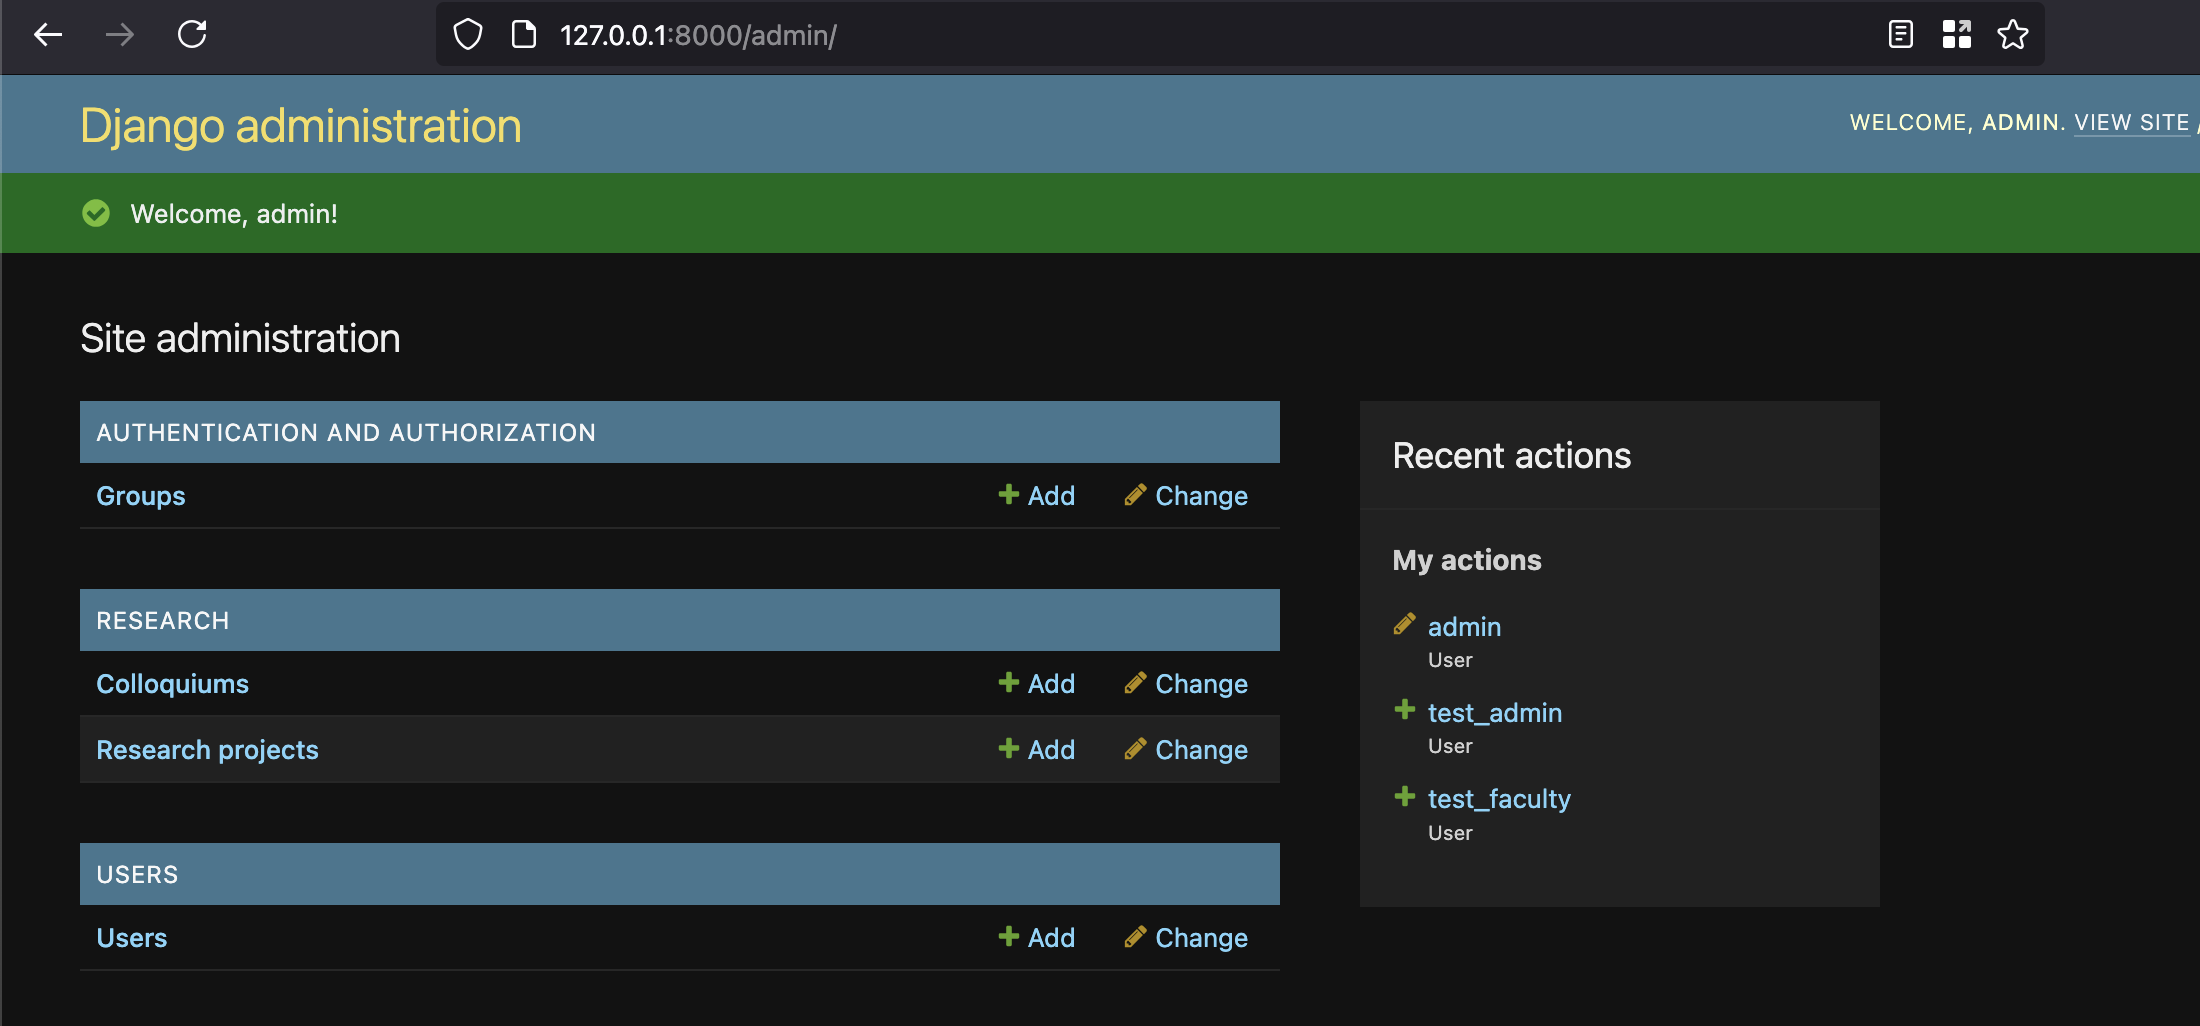 127.0.0.1:8000/admin/
Django administration
WELCOME, ADMIN. VIEW SITE /
Welcome, admin!
Site administration
AUTHENTICATION AND AUTHORIZATION
Groups Add Change
RESEARCH
Colloquiums Add Change
Research projects Add Change
USERS
Users Add Change
Recent actions
My actions
admin
User
test_admin
User
test_faculty
User